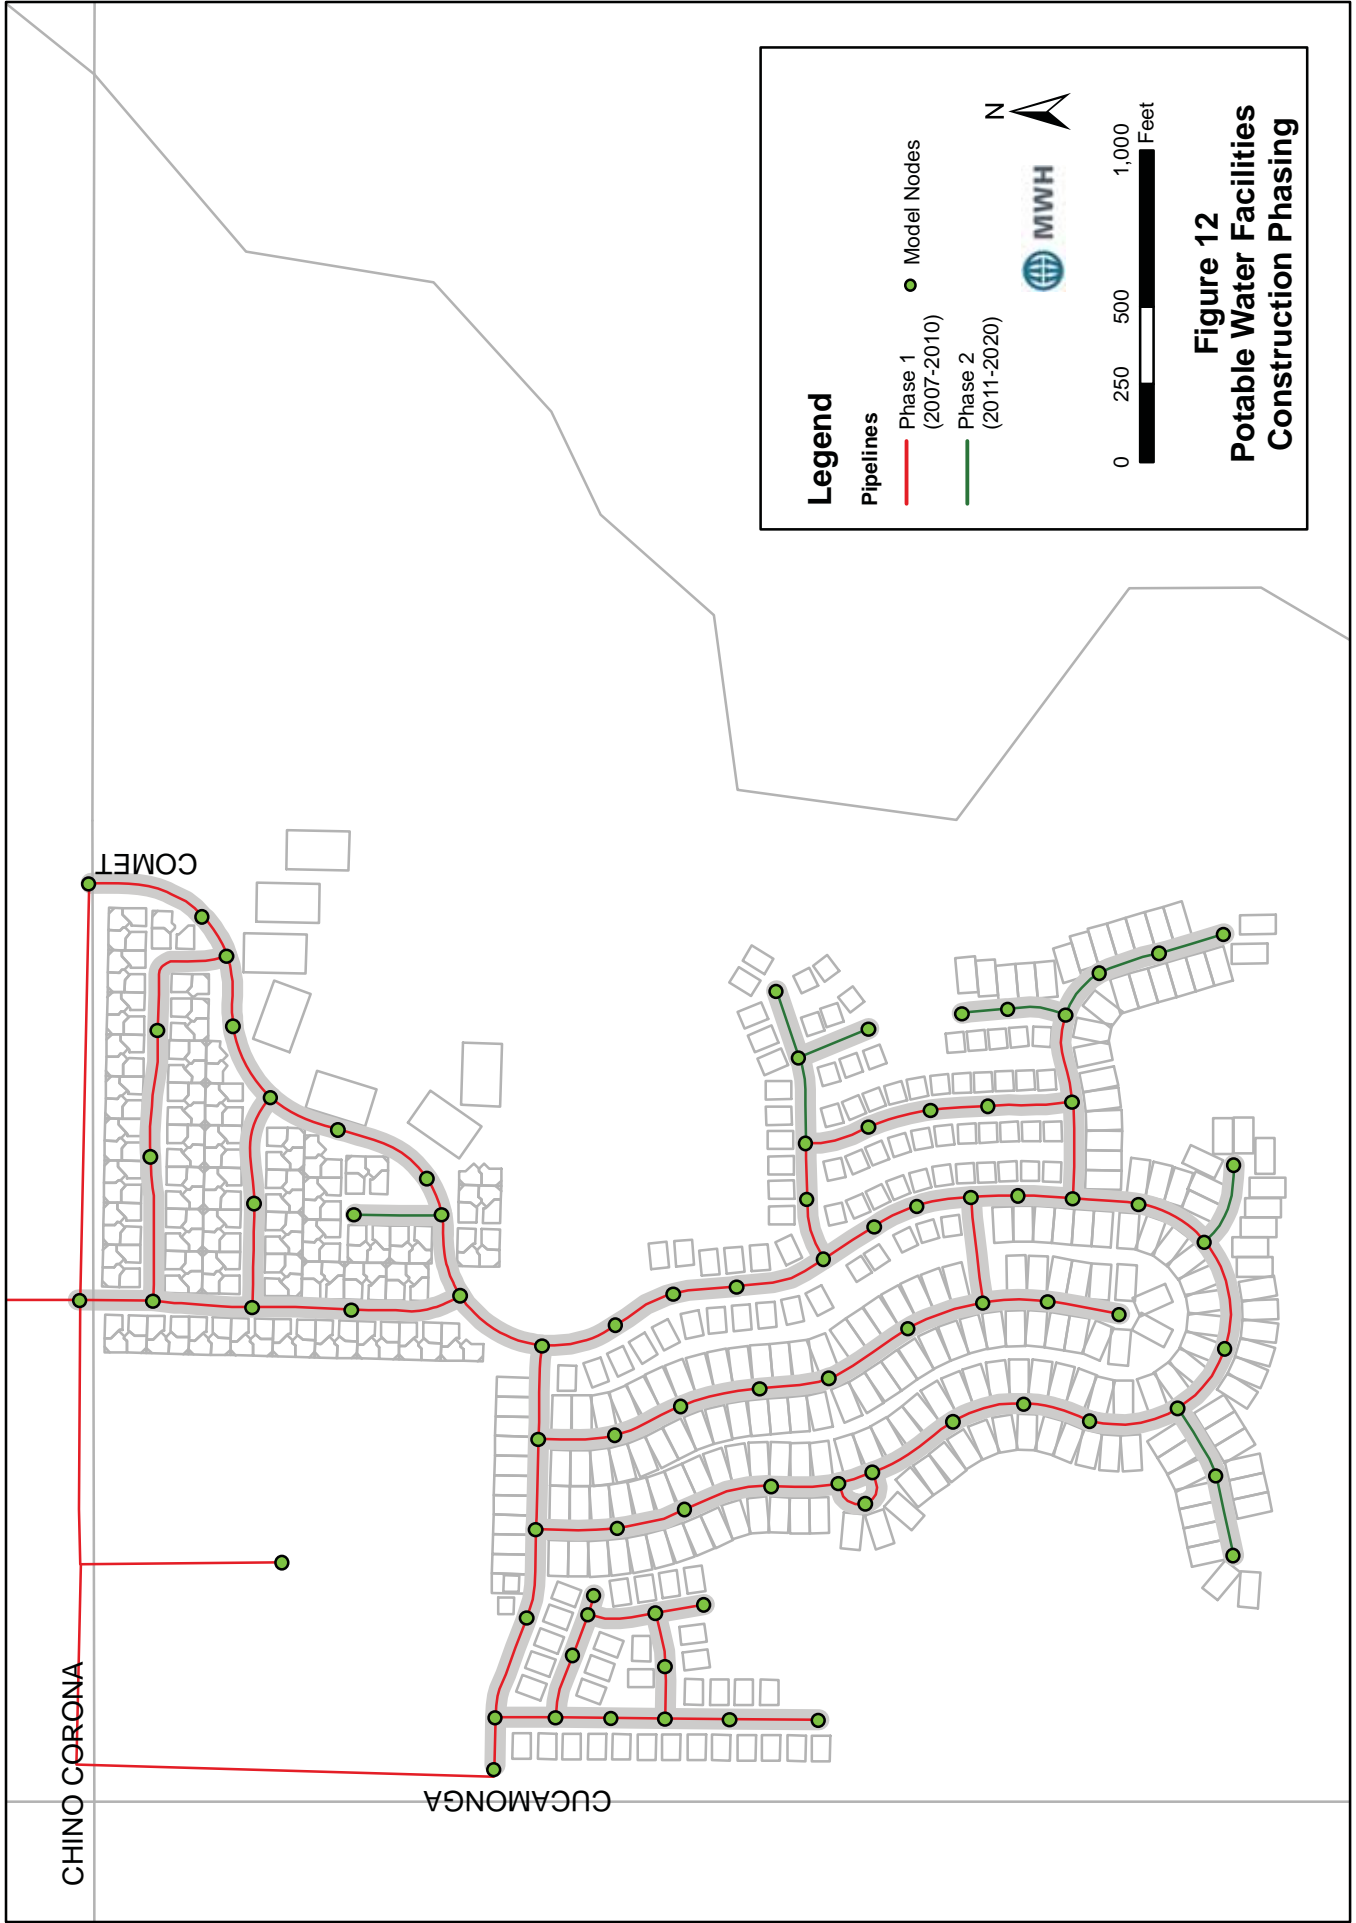 CHINO CORONA
COMET
CUCAMONGA
Legend
Pipelines
Phase 1
(2007-2010)
Phase 2
(2011-2020)
Model Nodes
N
MWH
0 250 500 1,000
Feet
Figure 12
Potable Water Facilities
Construction Phasing